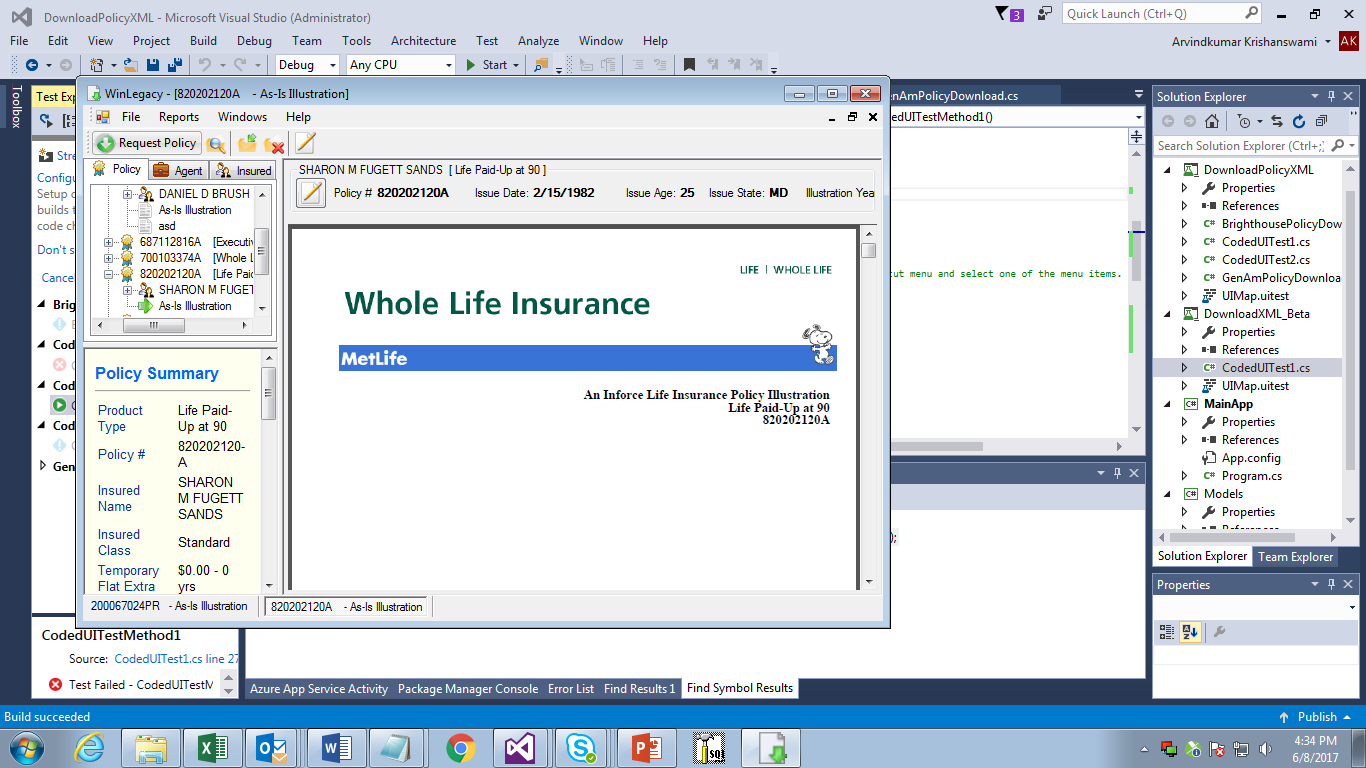 DownloadPolicyXML - Microsoft Visual Studio (Administrator)
3
Quick Launch (Ctrl+Q)
File Edit View Project Build Debug Team Tools Architecture Test Analyze Window Help
Arvindkumar Krishanswami AK
Debug Any CPU Start
Toolbox
Test Exp
Stre
Configu
Setup c
builds t
code ch
Don't s
Cance
Brig
Cod
Cod
Cod
Gen
WinLegacy - [820202120A - As-Is Illustration]
File Reports Windows Help
Request Policy
Policy Agent Insured
DANIEL D BRUSH
As-Is Illustration
asd
687112816A [Executiv
700103374A [Whole L
820202120A [Life Paid
SHARON M FUGET
As-Is Illustration
Policy Summary
Product Type Life Paid-Up at 90
Policy # 820202120-A
Insured Name SHARON M FUGETT SANDS
Insured Class Standard
Temporary Flat Extra $0.00 - 0 yrs
SHARON M FUGETT SANDS [ Life Paid-Up at 90 ]
Policy # 820202120A Issue Date: 2/15/1982 Issue Age: 25 Issue State: MD Illustration Yea
LIFE | WHOLE LIFE
Whole Life Insurance
MetLife
An Inforce Life Insurance Policy Illustration
Life Paid-Up at 90
820202120A
200067024PR - As-Is Illustration 820202120A - As-Is Illustration
GenAmPolicyDownload.cs
edUITestMethod1()
cut menu and select one of the menu items.
);
CodedUITestMethod1
Source: CodedUITest1.cs line 27
Test Failed - CodedUITestM
Azure App Service Activity Package Manager Console Error List Find Results 1 Find Symbol Results
Solution Explorer
Search Solution Explorer (Ctrl+;)
DownloadPolicyXML
Properties
References
BrighthousePolicyDow
CodedUITest1.cs
CodedUITest2.cs
GenAmPolicyDownloa
UIMap.uitest
DownloadXML_Beta
Properties
References
CodedUITest1.cs
UIMap.uitest
MainApp
Properties
References
App.config
Program.cs
Models
Properties
References
Solution Explorer Team Explorer
Properties
Build succeeded
Publish
4:34 PM
6/8/2017